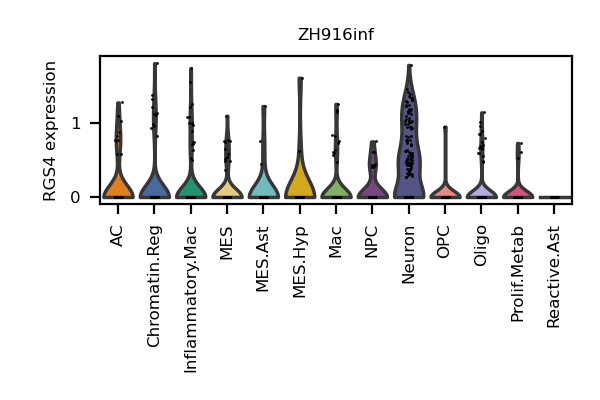 ZH916inf
RGS4 expression
1
0
AC
Chromatin.Reg
Inflammatory.Mac
MES
MES.Ast
MES.Hyp
Mac
NPC
Neuron
OPC
Oligo
Prolif.Metab
Reactive.Ast